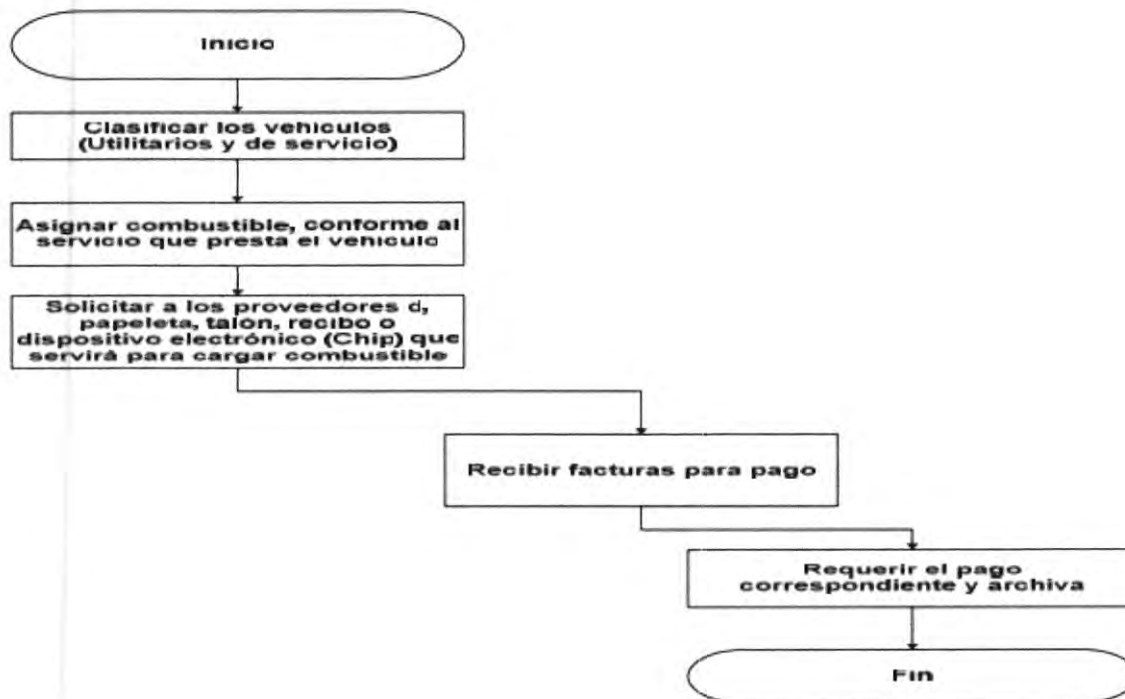 Inicio
Clasificar los vehiculos
(Utilitarios y de servicio)
Asignar combustible, conforme al
servicio que presta el vehiculo
Solicitar a los proveedores d,
papeleta, talón, recibo o
dispositivo electrónico (Chip) que
servirá para cargar combustible
Recibir facturas para pago
Requerir el pago
correspondiente y archiva
Fin